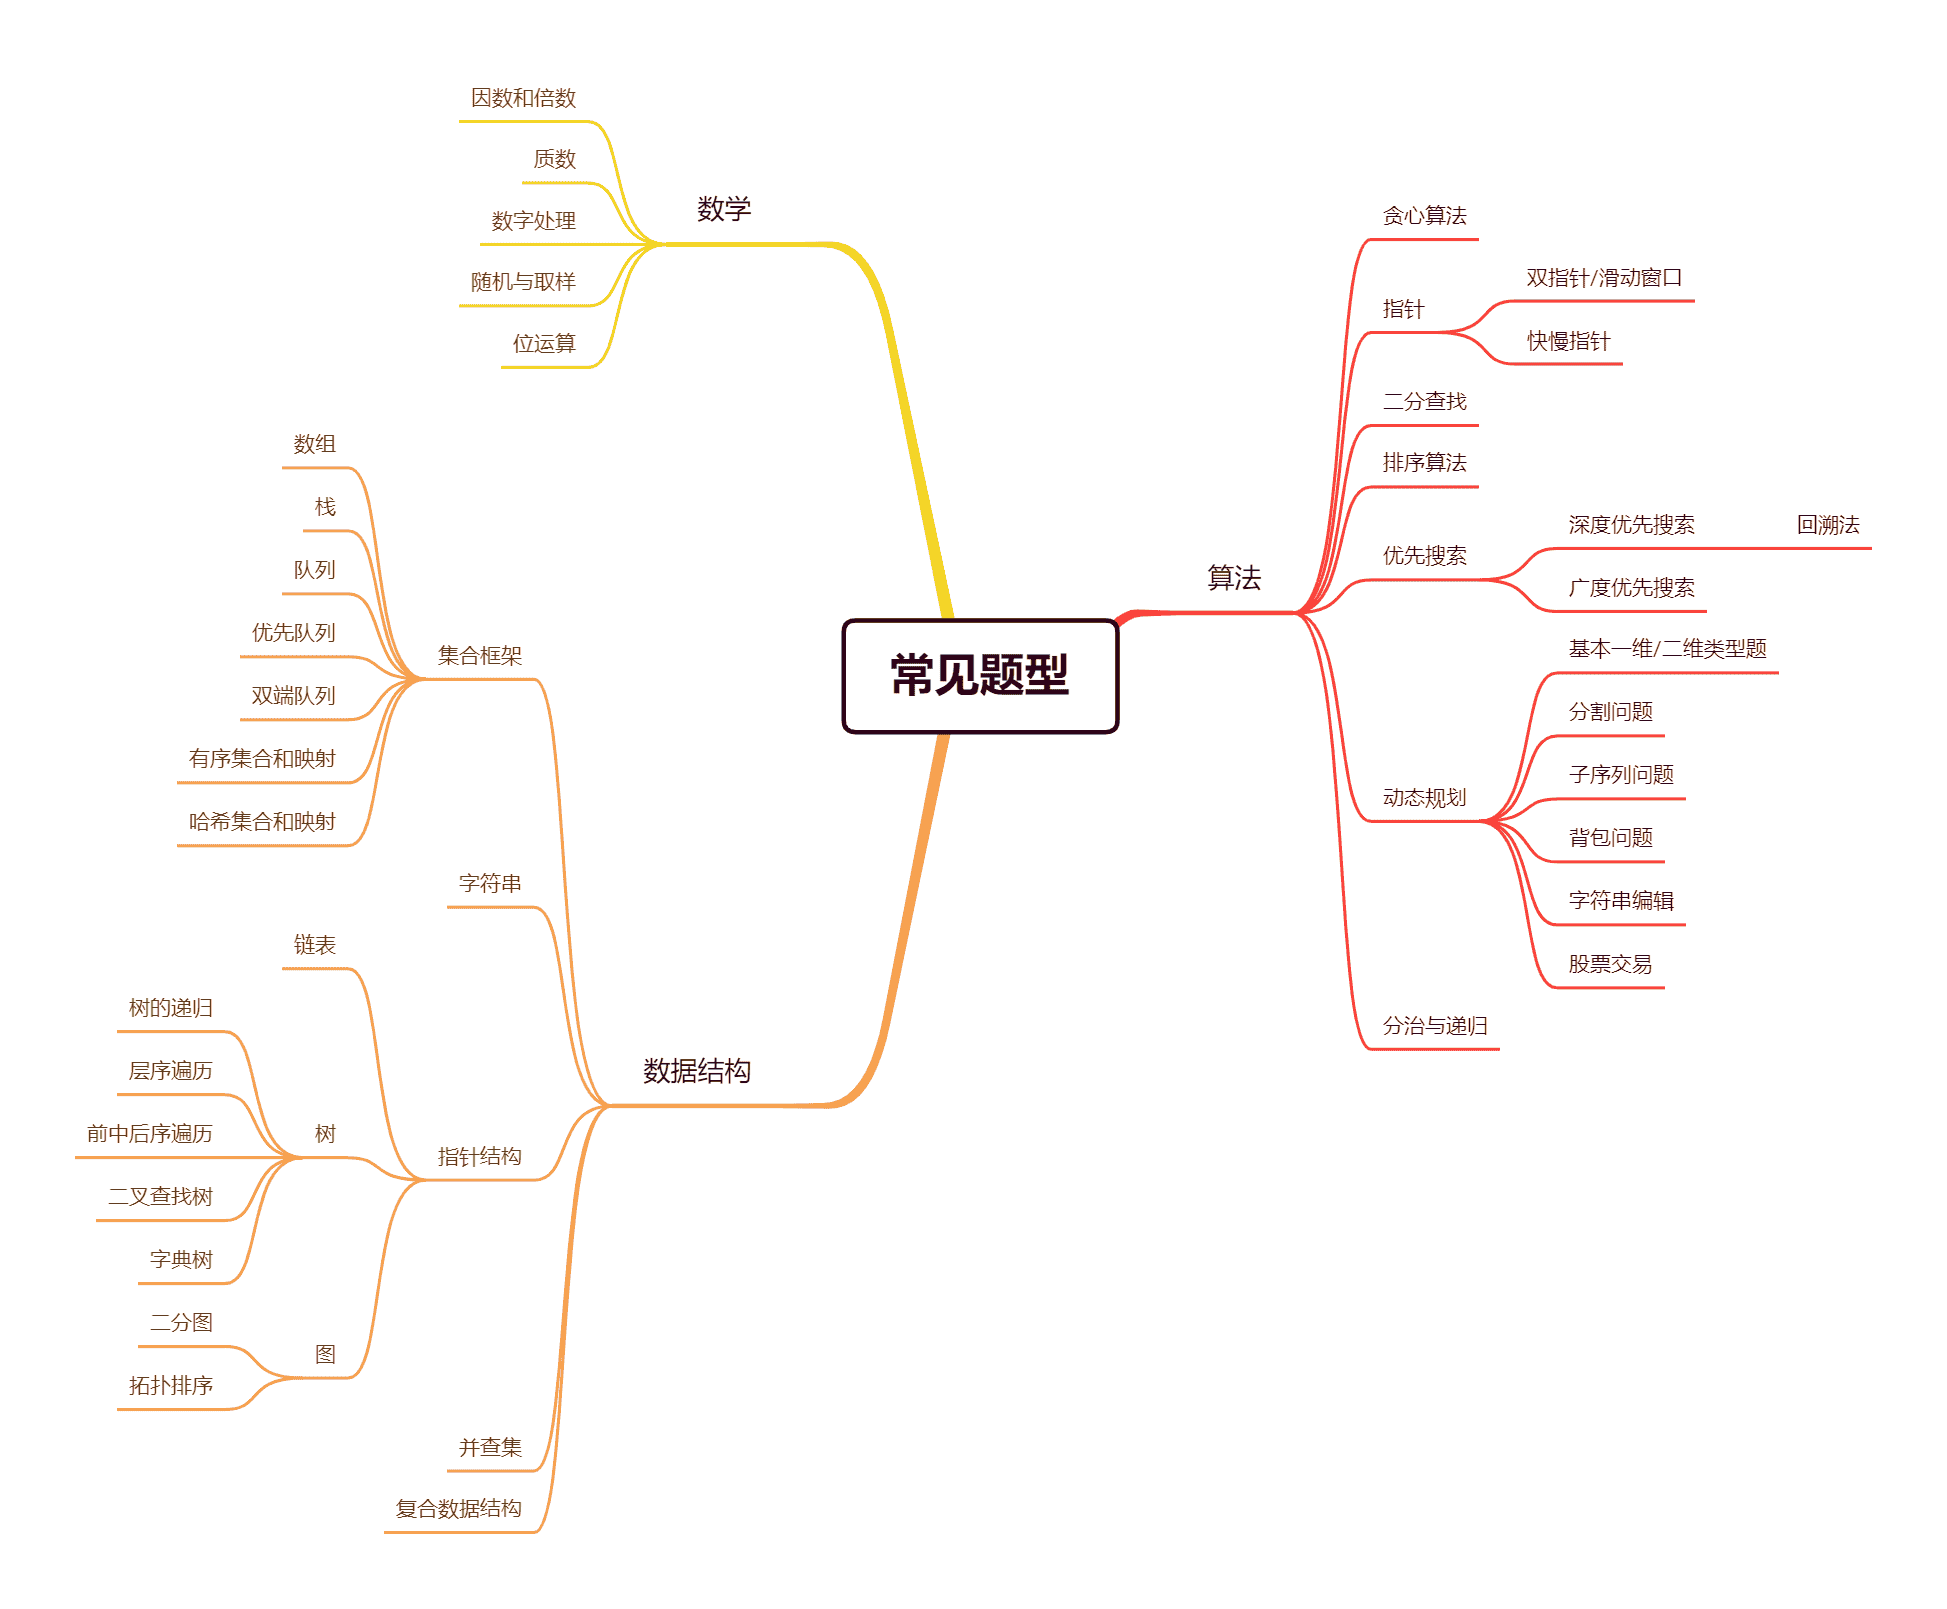 常见题型
数学
因数和倍数
质数
数字处理
随机与取样
位运算
算法
贪心算法
指针
双指针/滑动窗口
快慢指针
二分查找
排序算法
优先搜索
深度优先搜索
回溯法
广度优先搜索
动态规划
基本一维/二维类型题
分割问题
子序列问题
背包问题
字符串编辑
股票交易
分治与递归
数据结构
集合框架
数组
栈
队列
优先队列
双端队列
有序集合和映射
哈希集合和映射
字符串
指针结构
链表
树
树的递归
层序遍历
前中后序遍历
二叉查找树
字典树
图
二分图
拓扑排序
并查集
复合数据结构